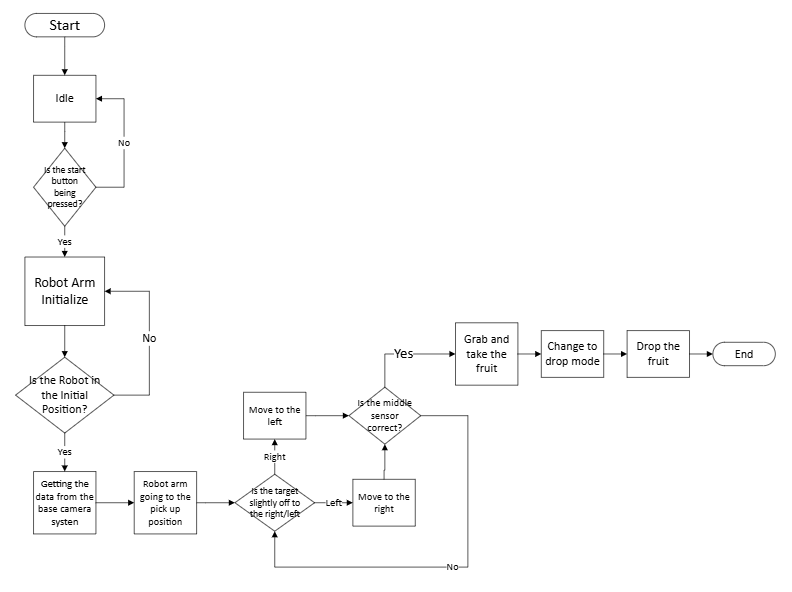 Start
Idle
No
Is the start
button
being
pressed?
Yes
Robot Arm
Initialize
No
Is the Robot in
the Initial
Position?
Yes
Getting the
data from the
base camera
systen
Robot arm
going to the
pick up
position
Is the target
slightly off to
the right/left
Right
Move to the
left
Left
Move to the
right
Is the middle
sensor
correct?
No
Yes
Grab and
take the
fruit
Change to
drop mode
Drop the
fruit
End